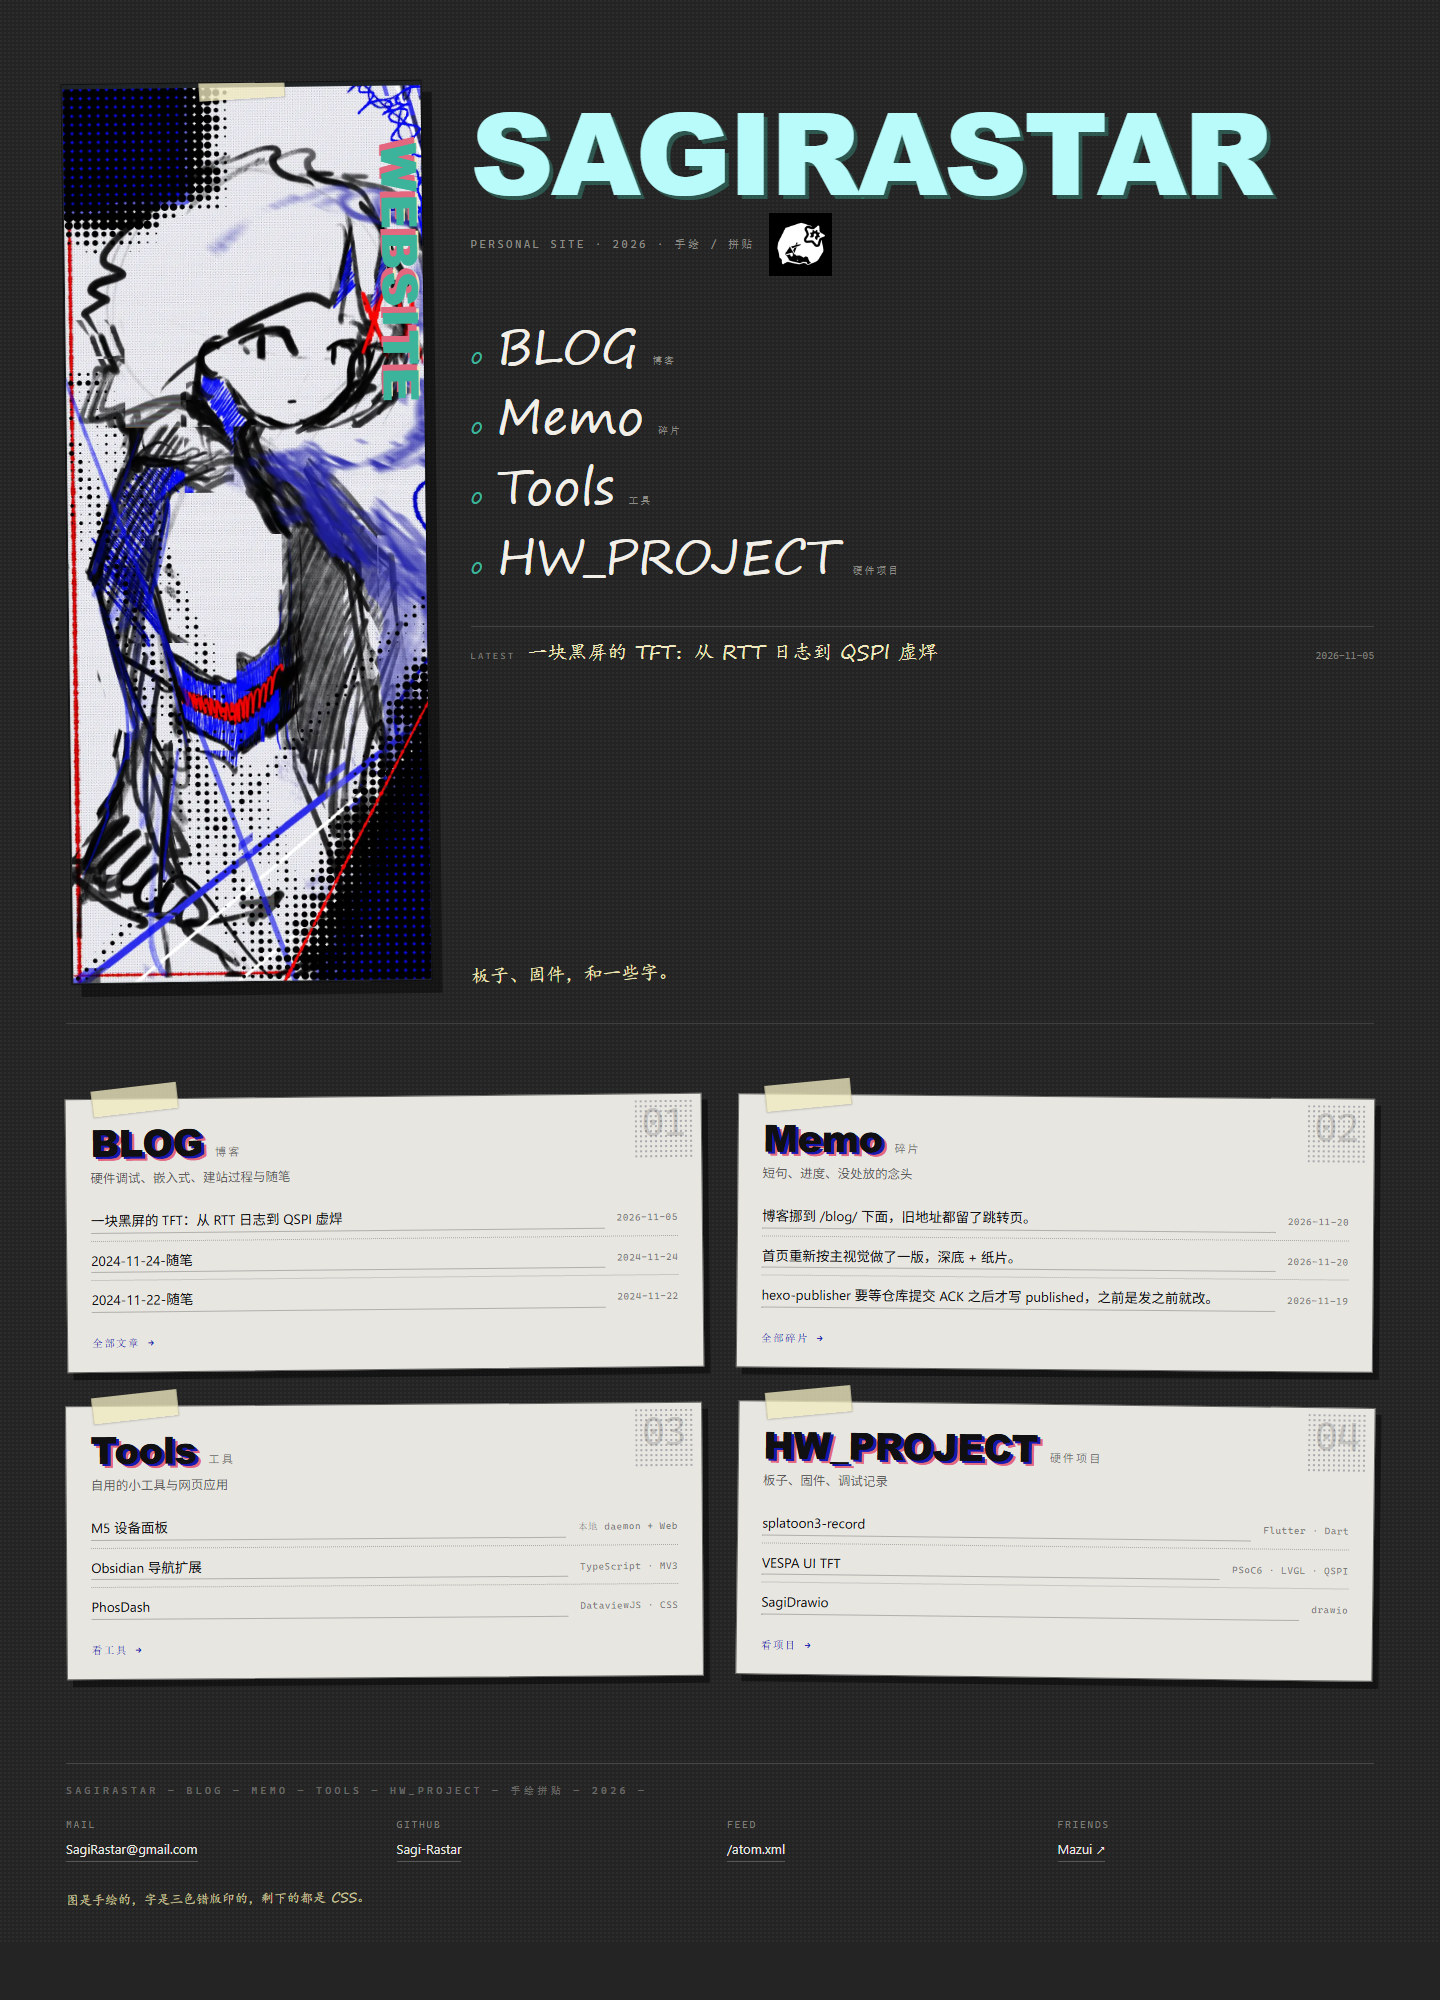 WEBSITE
SAGIRASTAR
PERSONAL SITE · 2026 · 手绘 / 拼贴
BLOG 博客
Memo 碎片
Tools 工具
HW_PROJECT 硬件项目
LATEST 一块黑屏的 TFT：从 RTT 日志到 QSPI 虚焊 2026-11-05
板子、固件，和一些字。
01
BLOG 博客
硬件调试、嵌入式、建站过程与随笔
一块黑屏的 TFT：从 RTT 日志到 QSPI 虚焊 2026-11-05
2024-11-24-随笔 2024-11-24
2024-11-22-随笔 2024-11-22
全部文章 →
02
Memo 碎片
短句、进度、没处放的念头
博客挪到 /blog/ 下面，旧地址都留了跳转页。 2026-11-20
首页重新按主视觉做了一版，深底 + 纸片。 2026-11-20
hexo-publisher 要等仓库提交 ACK 之后才写 published，之前是发之前就改。 2026-11-19
全部碎片 →
03
Tools 工具
自用的小工具与网页应用
M5 设备面板 本地 daemon + Web
Obsidian 导航扩展 TypeScript · MV3
PhosDash DataviewJS · CSS
看工具 →
04
HW_PROJECT 硬件项目
板子、固件、调试记录
splatoon3-record Flutter · Dart
VESPA UI TFT PSoC6 · LVGL · QSPI
SagiDrawio drawio
看项目 →
SAGIRASTAR — BLOG — MEMO — TOOLS — HW_PROJECT — 手绘拼贴 — 2026 —
MAIL GITHUB FEED FRIENDS
SagiRastar@gmail.com Sagi-Rastar /atom.xml Mazui ↗
图是手绘的，字是三色错版印的，剩下的都是 CSS。